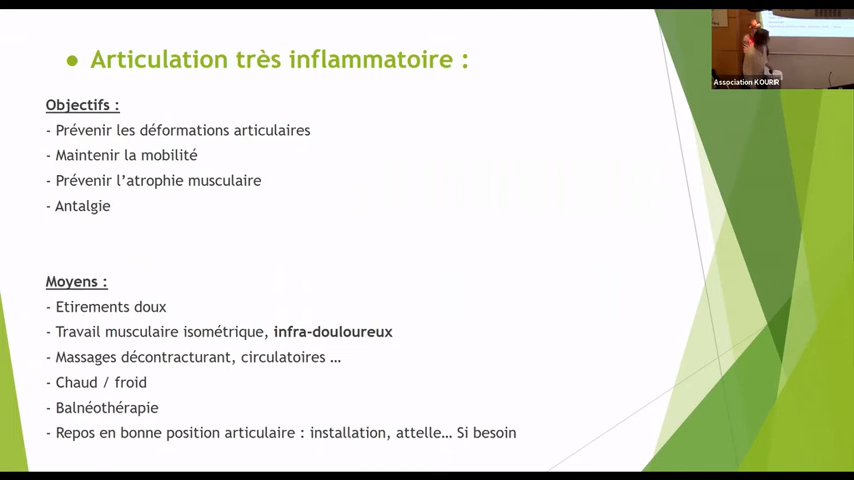 ● Articulation très inflammatoire :
Association KOURIR
Objectifs :
- Prévenir les déformations articulaires
- Maintenir la mobilité
- Prévenir l’atrophie musculaire
- Antalgie
Moyens :
- Etirements doux
- Travail musculaire isométrique, infra-douloureux
- Massages décontracturant, circulatoires …
- Chaud / froid
- Balnéothérapie
- Repos en bonne position articulaire : installation, attelle… Si besoin